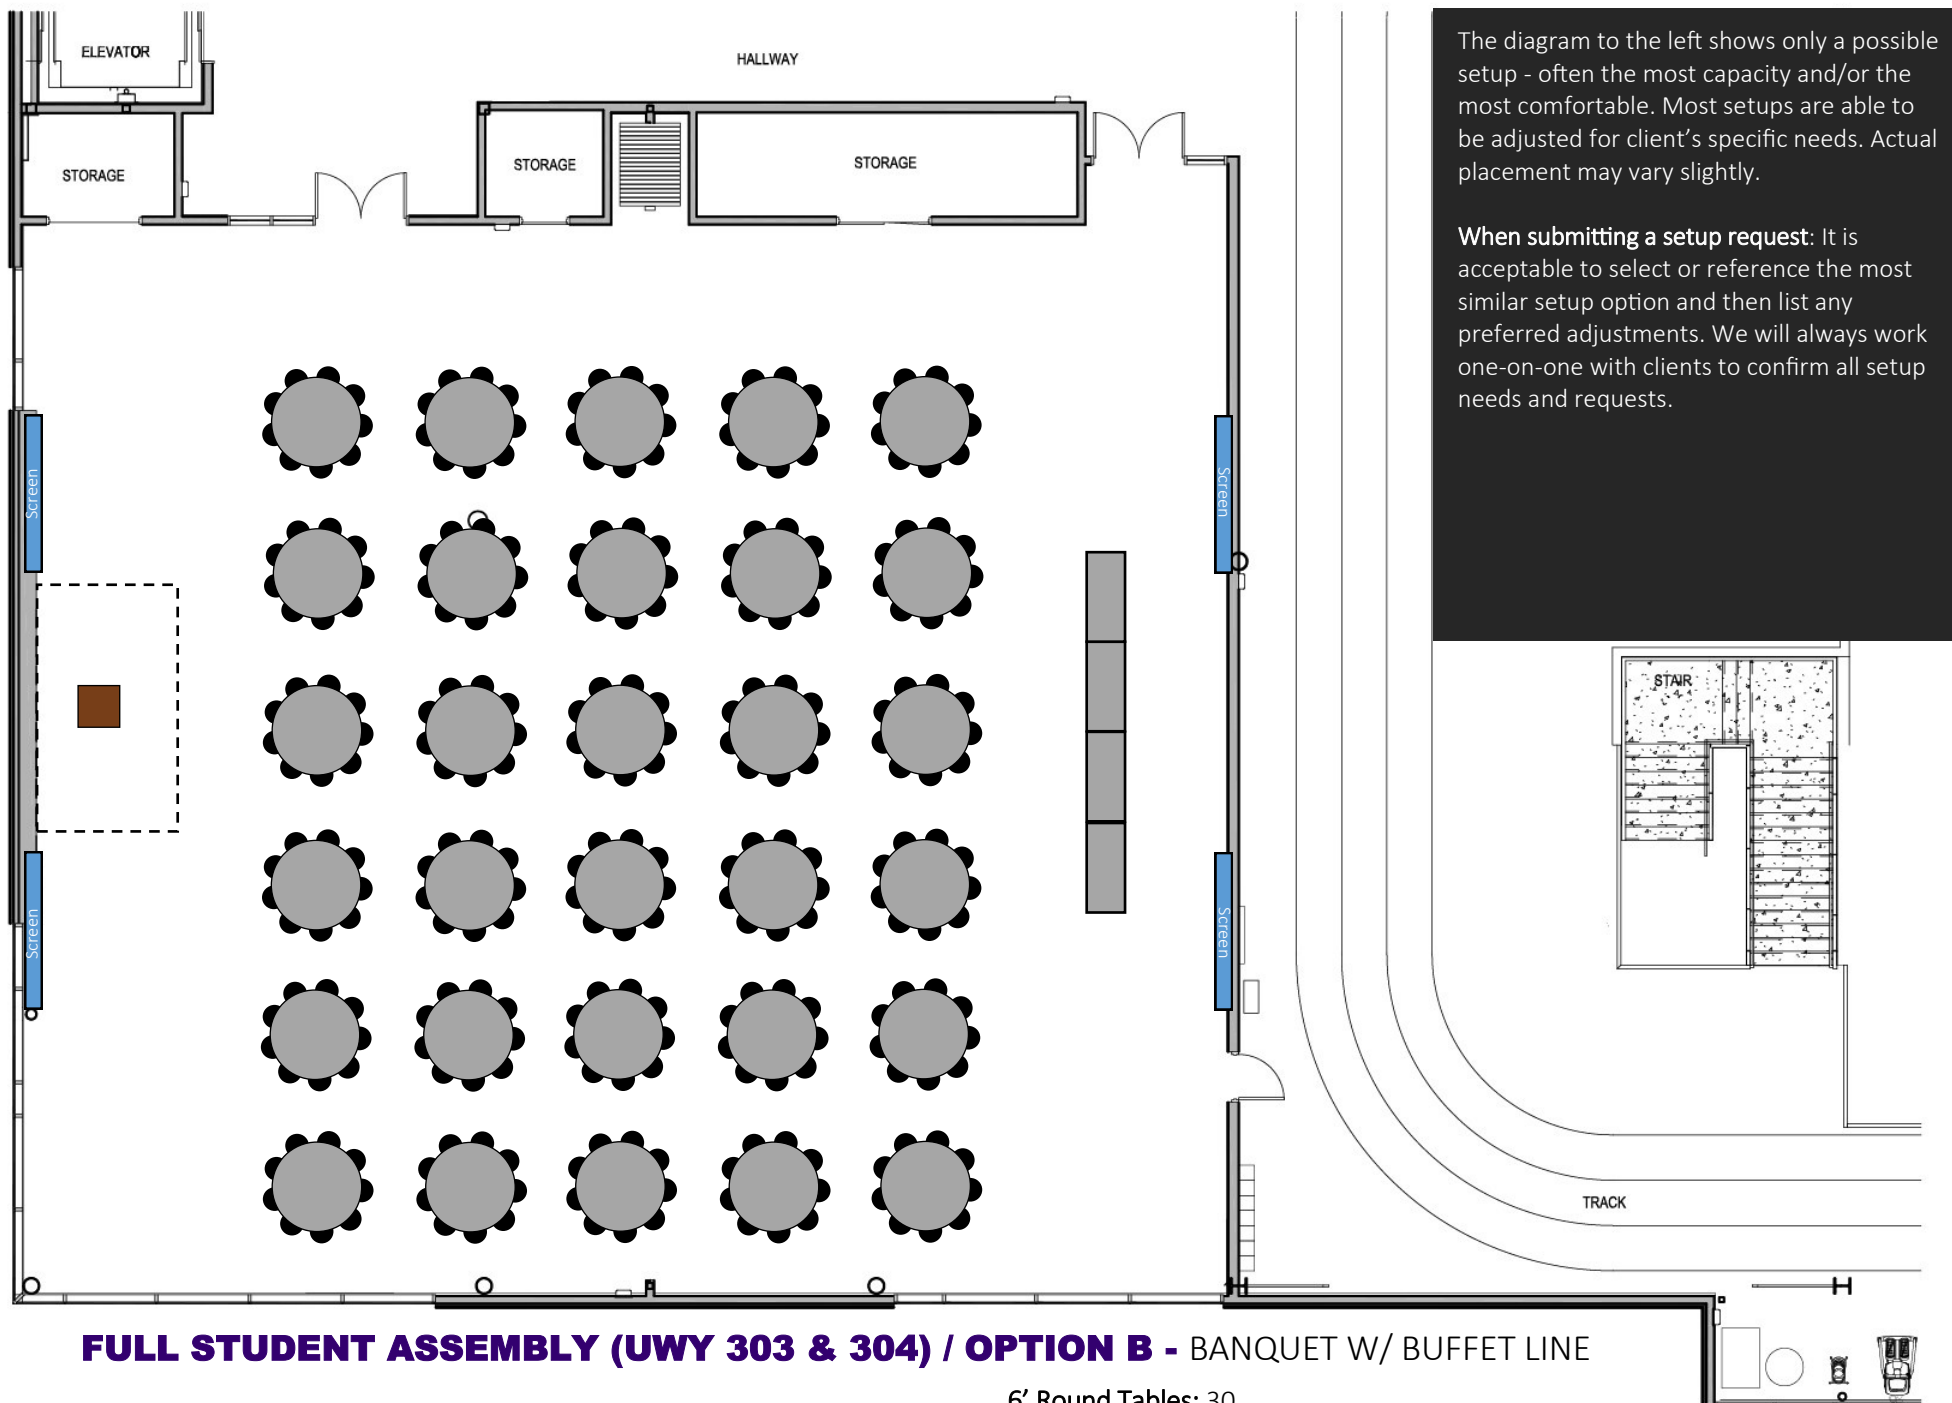 ELEVATOR
HALLWAY
STORAGE
STORAGE
STORAGE
The diagram to the left shows only a possible
setup - often the most capacity and/or the
most comfortable. Most setups are able to
be adjusted for client's specific needs. Actual
placement may vary slightly.
When submitting a setup request: It is
acceptable to select or reference the most
similar setup option and then list any
preferred adjustments. We will always work
one-on-one with clients to confirm all setup
needs and requests.
Screen
Screen
Screen
Screen
STAIR
TRACK
FULL STUDENT ASSEMBLY (UWY 303 & 304) / OPTION B - BANQUET W/ BUFFET LINE
6' Round Tables: 30